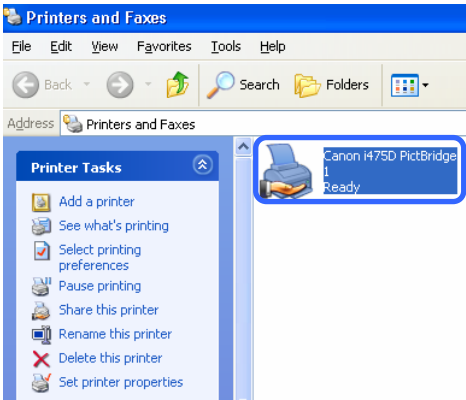 Printers and Faxes
File Edit View Favorites Tools Help
Back Search Folders
Address Printers and Faxes
Printer Tasks
Add a printer
See what's printing
Select printing
preferences
Pause printing
Share this printer
Rename this printer
Delete this printer
Set printer properties
Canon i475D PictBridge
1
Ready